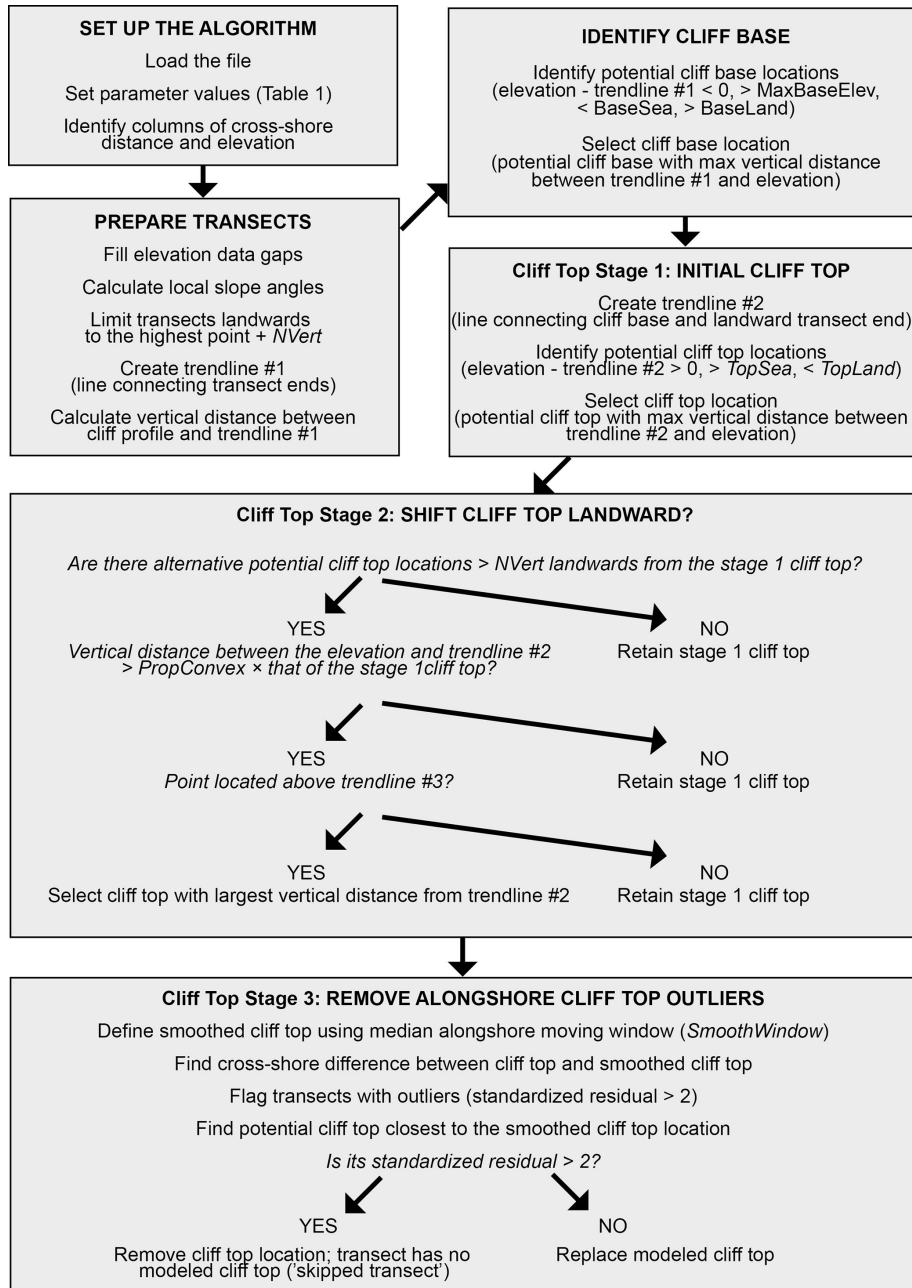 SET UP THE ALGORITHM
Load the file
Set parameter values (Table 1)
Identify columns of cross-shore
distance and elevation
PREPARE TRANSECTS
Fill elevation data gaps
Calculate local slope angles
Limit transects landwards
to the highest point + NVert
Create trendline #1
(line connecting transect ends)
Calculate vertical distance between
cliff profile and trendline #1
IDENTIFY CLIFF BASE
Identify potential cliff base locations
(elevation - trendline #1 < 0, > MaxBaseElev,
< BaseSea, > BaseLand)
Select cliff base location
(potential cliff base with max vertical distance
between trendline #1 and elevation)
Cliff Top Stage 1: INITIAL CLIFF TOP
Create trendline #2
(line connecting cliff base and landward transect end)
Identify potential cliff top locations
(elevation - trendline #2 > 0, > TopSea, < TopLand)
Select cliff top location
(potential cliff top with max vertical distance between
trendline #2 and elevation)
Cliff Top Stage 2: SHIFT CLIFF TOP LANDWARD?
Are there alternative potential cliff top locations > NVert landwards from the stage 1 cliff top?
YES
Vertical distance between the elevation and trendline #2
> PropConvex × that of the stage 1cliff top?
NO
Retain stage 1 cliff top
YES
Point located above trendline #3?
NO
Retain stage 1 cliff top
YES
Select cliff top with largest vertical distance from trendline #2
NO
Retain stage 1 cliff top
Cliff Top Stage 3: REMOVE ALONGSHORE CLIFF TOP OUTLIERS
Define smoothed cliff top using median alongshore moving window (SmoothWindow)
Find cross-shore difference between cliff top and smoothed cliff top
Flag transects with outliers (standardized residual > 2)
Find potential cliff top closest to the smoothed cliff top location
Is its standardized residual > 2?
YES
Remove cliff top location; transect has no
modeled cliff top ('skipped transect')
NO
Replace modeled cliff top